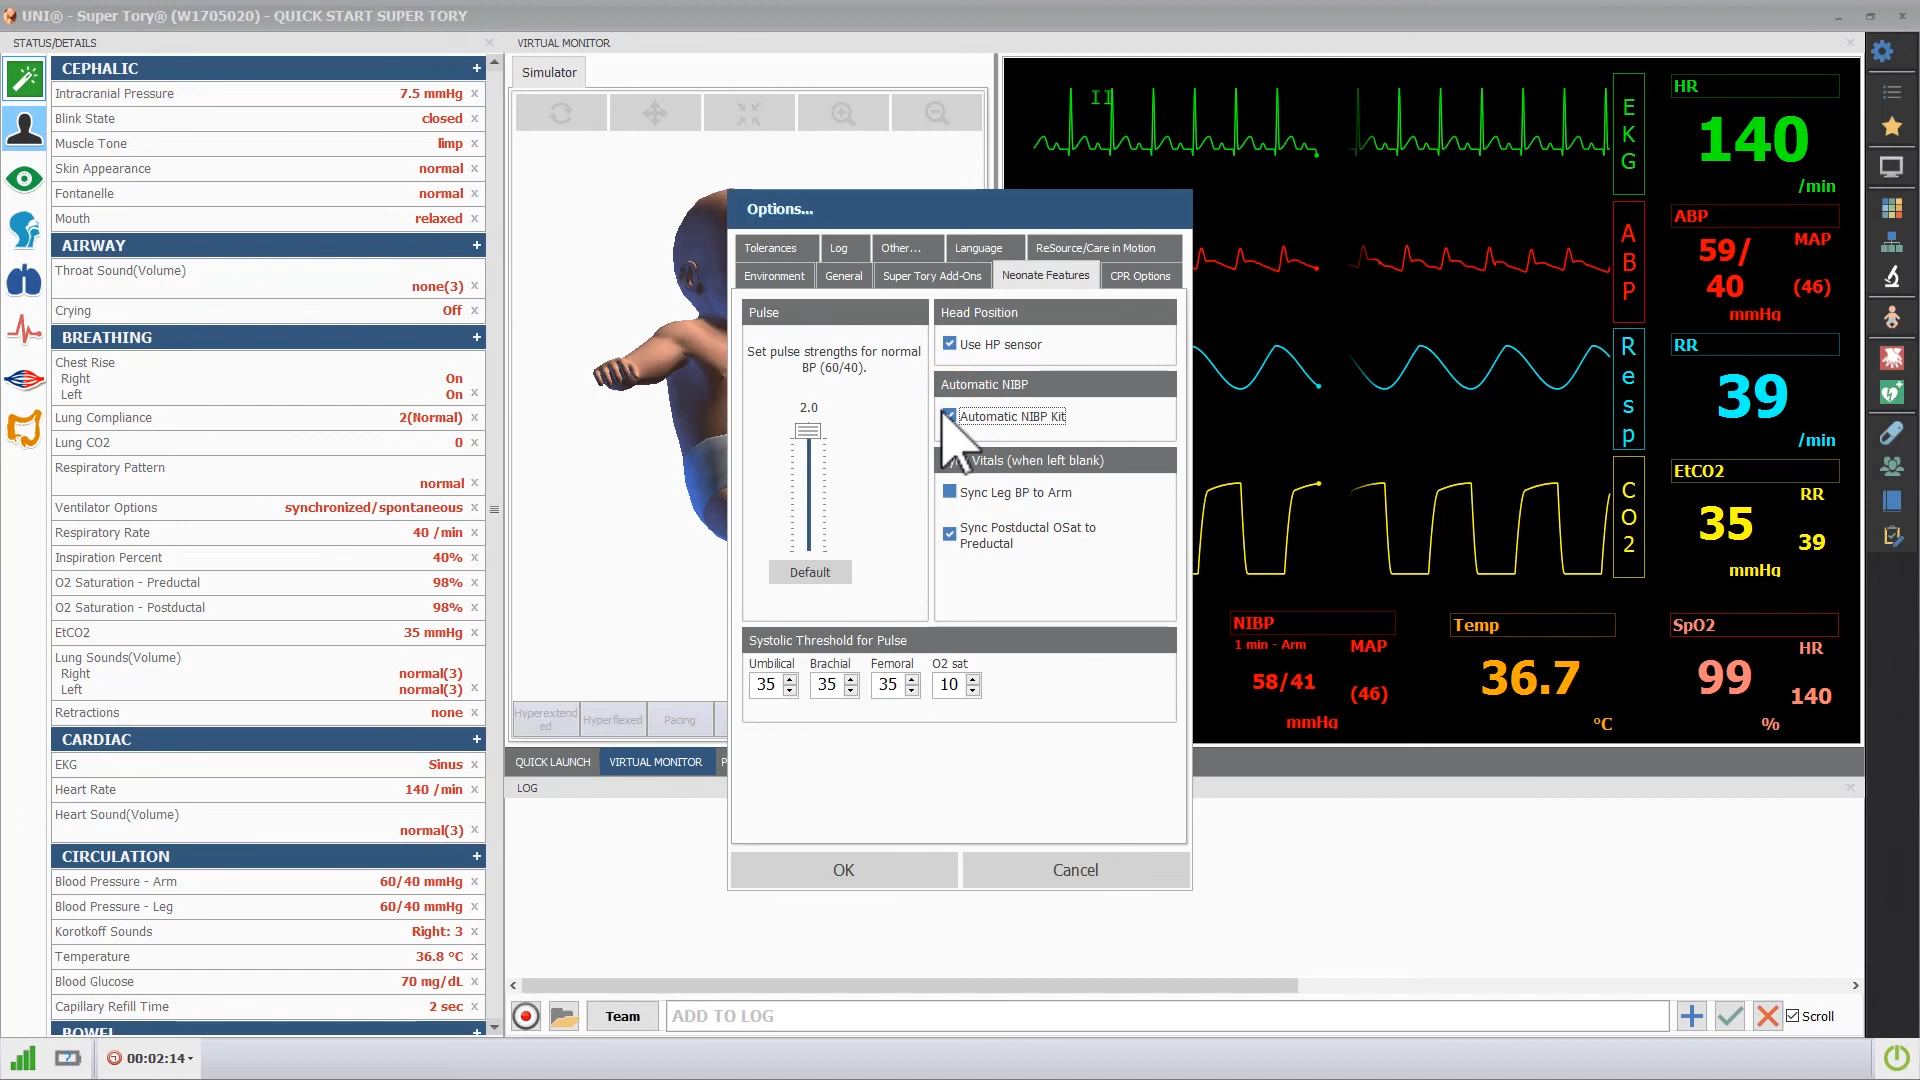 UNI® - Super Tory® (W1705020) - QUICK START SUPER TORY
STATUS/DETAILS
CEPHALIC +
Intracranial Pressure 7.5 mmHg x
Blink State closed x
Muscle Tone limp x
Skin Appearance normal x
Fontanelle normal x
Mouth relaxed x
AIRWAY +
Throat Sound(Volume)
none(3) x
Crying Off x
BREATHING +
Chest Rise
Right On
Left On x
Lung Compliance 2(Normal) x
Lung CO2 0 x
Respiratory Pattern
normal x
Ventilator Options synchronized/spontaneous x
Respiratory Rate 40 /min x
Inspiration Percent 40% x
O2 Saturation - Preductal 98% x
O2 Saturation - Postductal 98% x
EtCO2 35 mmHg x
Lung Sounds(Volume)
Right normal(3)
Left normal(3) x
Retractions none x
CARDIAC +
EKG Sinus x
Heart Rate 140 /min x
Heart Sound(Volume)
normal(3) x
CIRCULATION +
Blood Pressure - Arm 60/40 mmHg x
Blood Pressure - Leg 60/40 mmHg x
Korotkoff Sounds Right: 3 x
Temperature 36.8 °C x
Blood Glucose 70 mg/dL x
Capillary Refill Time 2 sec x
BOWEL +
00:02:14
VIRTUAL MONITOR
Simulator
Hyperextended
Hyperflexed
Pacing
QUICK LAUNCH
VIRTUAL MONITOR
LOG
Team
ADD TO LOG
Scroll
Options...
Tolerances
Log
Other...
Language
ReSource/Care in Motion
Environment
General
Super Tory Add-Ons
Neonate Features
CPR Options
Pulse
Set pulse strengths for normal
BP (60/40).
2.0
Default
Head Position
Use HP sensor
Automatic NIBP
Automatic NIBP Kit
Vitals (when left blank)
Sync Leg BP to Arm
Sync Postductal OSat to
Preductal
Systolic Threshold for Pulse
Umbilical Brachial Femoral O2 sat
35 35 35 10
OK
Cancel
II
EKG
HR
140
/min
ABP
ABP
59/
40
MAP
(46)
mmHg
Resp
RR
39
/min
CO2
EtCO2
35
RR
39
mmHg
NIBP
1 min - Arm
MAP
58/41
(46)
mmHg
Temp
36.7
°C
SpO2
HR
99
140
%